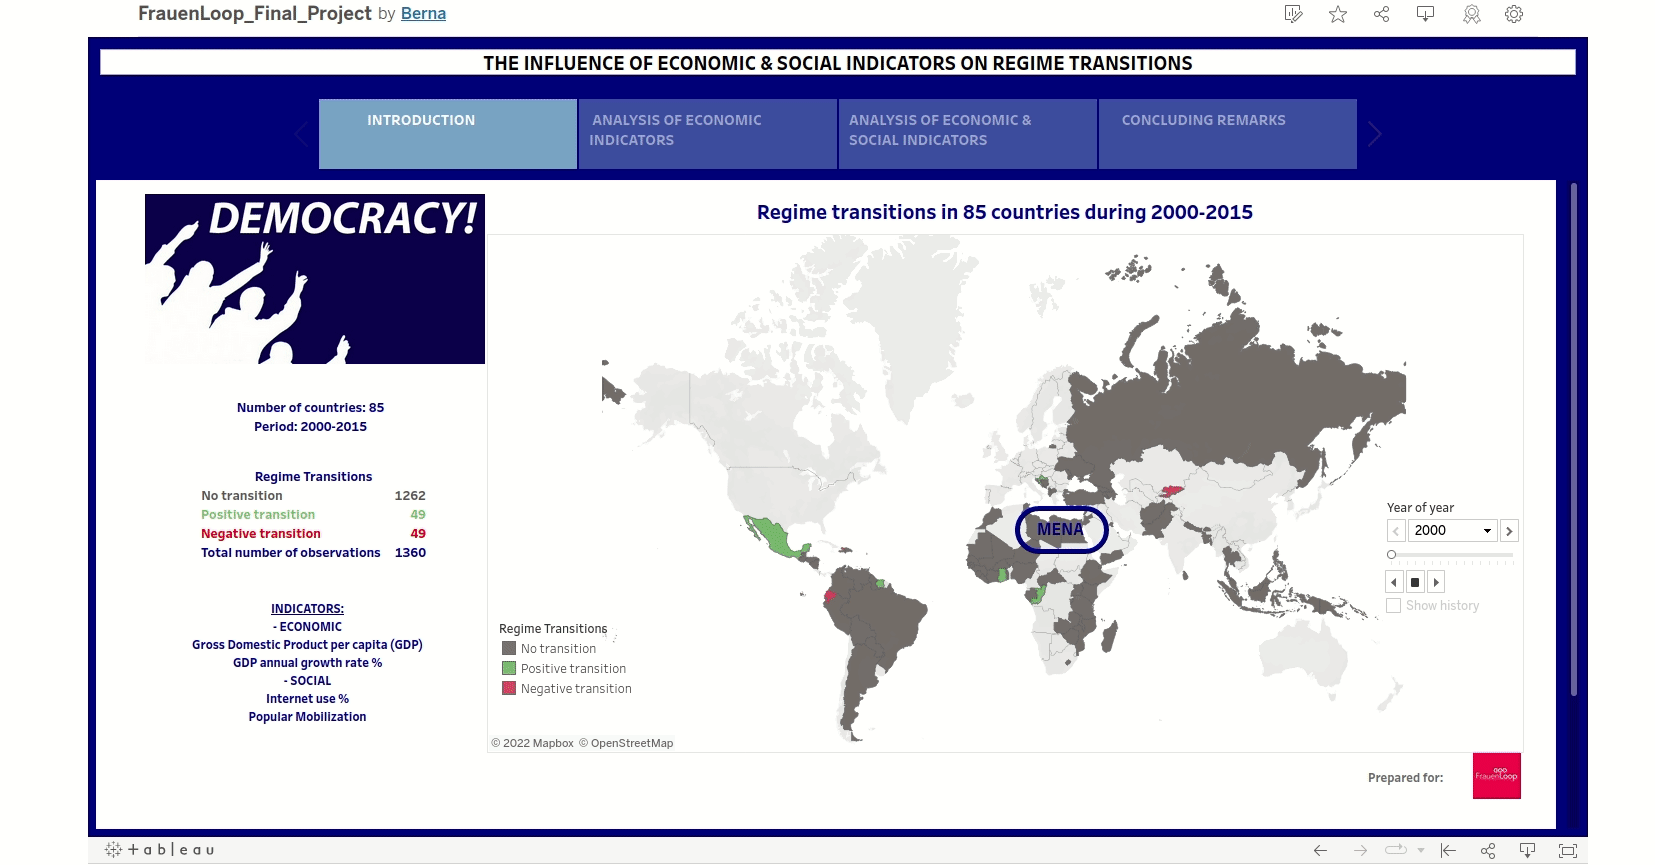 FrauenLoop_Final_Project by Berna
THE INFLUENCE OF ECONOMIC & SOCIAL INDICATORS ON REGIME TRANSITIONS
INTRODUCTION
ANALYSIS OF ECONOMIC
INDICATORS
ANALYSIS OF ECONOMIC &
SOCIAL INDICATORS
CONCLUDING REMARKS
DEMOCRACY!
Number of countries: 85
Period: 2000-2015
Regime Transitions
No transition 1262
Positive transition 49
Negative transition 49
Total number of observations 1360
INDICATORS:
- ECONOMIC
Gross Domestic Product per capita (GDP)
GDP annual growth rate %
- SOCIAL
Internet use %
Popular Mobilization
Regime transitions in 85 countries during 2000-2015
MENA
Regime Transitions
No transition
Positive transition
Negative transition
© 2022 Mapbox © OpenStreetMap
Year of year
2000
Show history
Prepared for:
FrauenLoop
+ a b l e a u